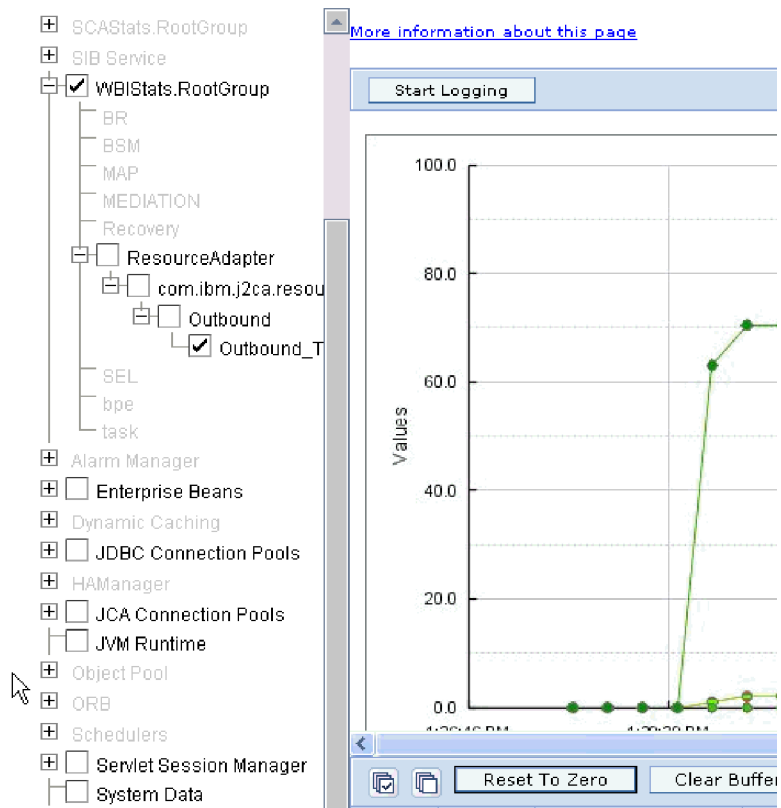 SCAStats.RootGroup
SIB Service
WBIStats.RootGroup
BR
BSM
MAP
MEDIATION
Recovery
ResourceAdapter
com.ibm.j2ca.resou
Outbound
Outbound_T
SEL
bpe
task
Alarm Manager
Enterprise Beans
Dynamic Caching
JDBC Connection Pools
HAManager
JCA Connection Pools
JVM Runtime
Object Pool
ORB
Schedulers
Servlet Session Manager
System Data
More information about this page
Start Logging
100.0
80.0
60.0
40.0
20.0
0.0
Values
Reset To Zero
Clear Buffer